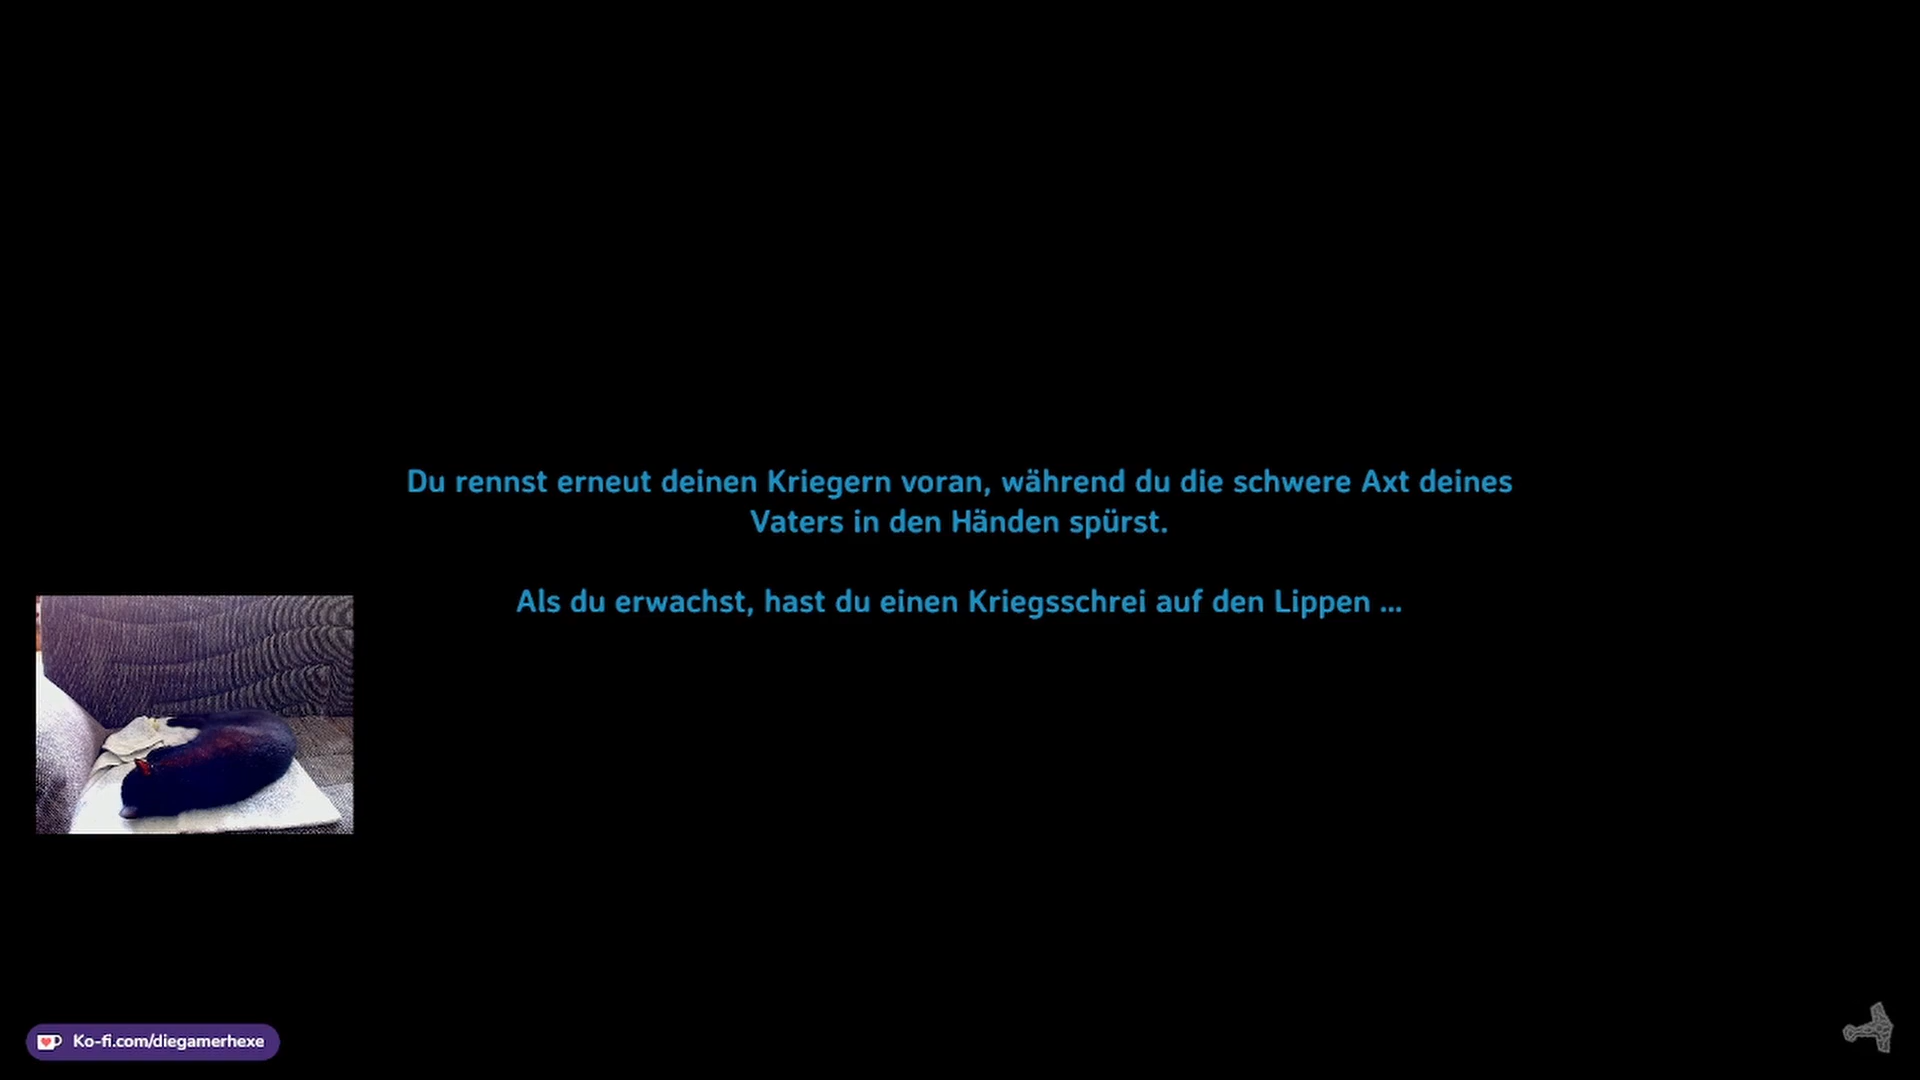 Du rennst erneut deinen Kriegern voran, während du die schwere Axt deines
Vaters in den Händen spürst.
Als du erwachst, hast du einen Kriegsschrei auf den Lippen ...
Ko-fi.com/diegamerhexe